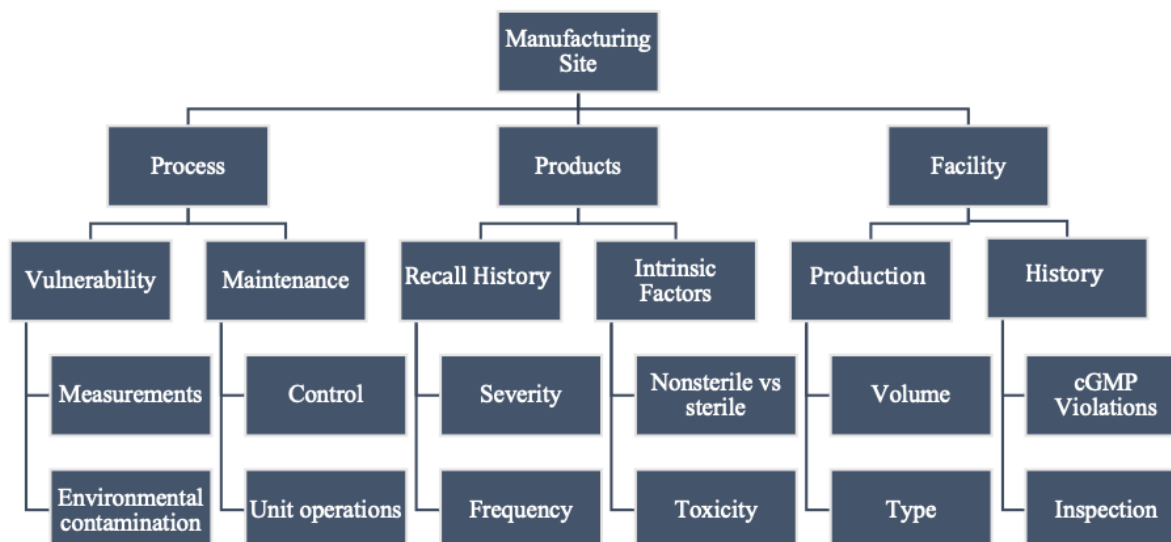 Manufacturing
Site
Process
Products
Facility
Vulnerability
Maintenance
Recall History
Intrinsic
Factors
Production
History
Measurements
Control
Severity
Nonsterile vs
sterile
Volume
cGMP
Violations
Environmental
contamination
Unit operations
Frequency
Toxicity
Type
Inspection